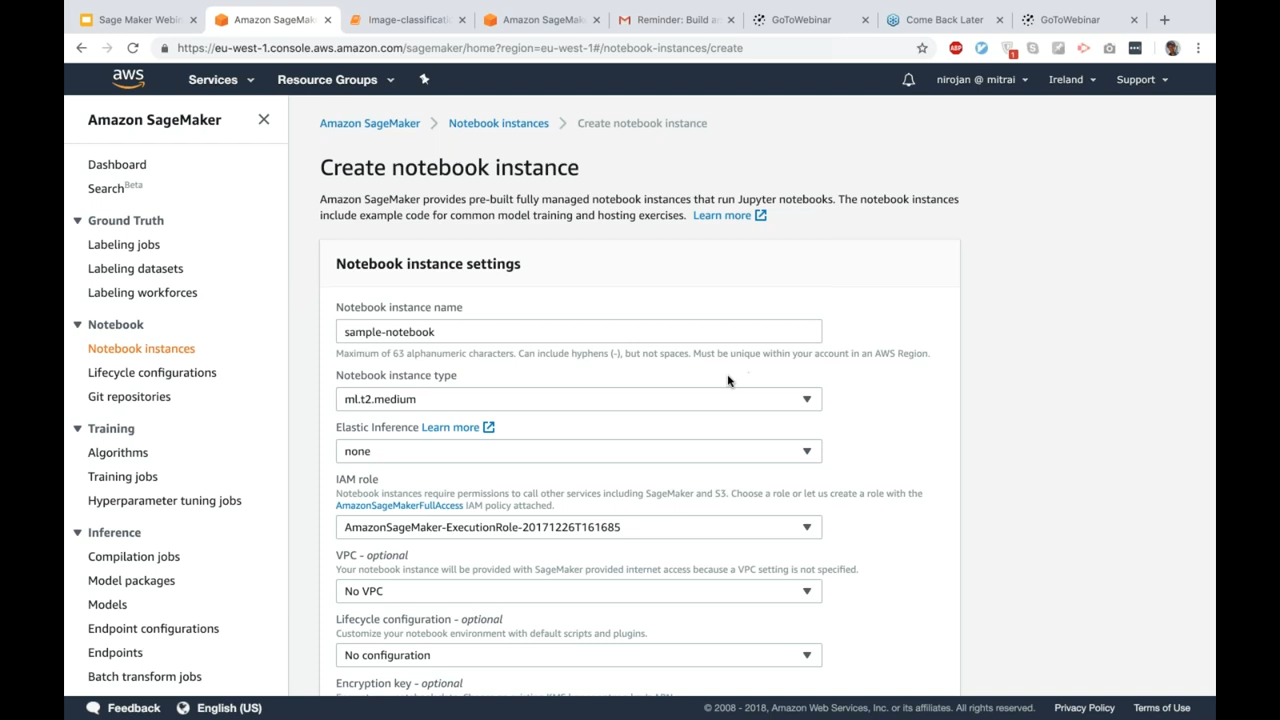 Sage Maker Webin
Amazon SageMak
Image-classificati
Amazon SageMak
Reminder: Build a
GoToWebinar
Come Back Later
GoToWebinar
https://eu-west-1.console.aws.amazon.com/sagemaker/home?region=eu-west-1#/notebook-instances/create
ABP
1
aws
Services
Resource Groups
nirojan @ mitrai
Ireland
Support
Amazon SageMaker
Dashboard
Search Beta
Ground Truth
Labeling jobs
Labeling datasets
Labeling workforces
Notebook
Notebook instances
Lifecycle configurations
Git repositories
Training
Algorithms
Training jobs
Hyperparameter tuning jobs
Inference
Compilation jobs
Model packages
Models
Endpoint configurations
Endpoints
Batch transform jobs
Amazon SageMaker
Notebook instances
Create notebook instance
Create notebook instance
Amazon SageMaker provides pre-built fully managed notebook instances that run Jupyter notebooks. The notebook instances
include example code for common model training and hosting exercises. Learn more
Notebook instance settings
Notebook instance name
sample-notebook
Maximum of 63 alphanumeric characters. Can include hyphens (-), but not spaces. Must be unique within your account in an AWS Region.
Notebook instance type
ml.t2.medium
Elastic Inference Learn more
none
IAM role
Notebook instances require permissions to call other services including SageMaker and S3. Choose a role or let us create a role with the
AmazonSageMakerFullAccess IAM policy attached.
AmazonSageMaker-ExecutionRole-20171226T161685
VPC - optional
Your notebook instance will be provided with SageMaker provided internet access because a VPC setting is not specified.
No VPC
Lifecycle configuration - optional
Customize your notebook environment with default scripts and plugins.
No configuration
Encryption key - optional
Feedback
English (US)
© 2008 - 2018, Amazon Web Services, Inc. or its affiliates. All rights reserved.
Privacy Policy
Terms of Use